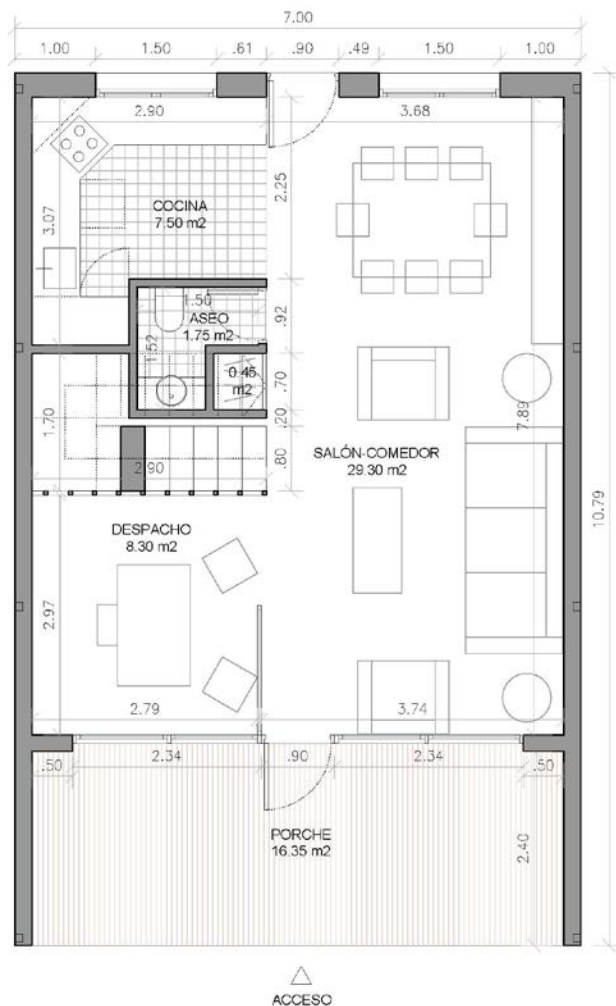 7.00
1.00 1.50 .61 .90 .49 1.50 1.00
2.90 3.68
COCINA
7.50 m2
3.07
2.25
1.50
ASEO
1.75 m2
1.52
.92
0.45
m2
.70
.20
1.70
2.90
.80
SALÓN-COMEDOR
29.30 m2
7.89
10.79
DESPACHO
8.30 m2
2.97
2.79 3.74
.50 2.34 .90 2.34 .50
PORCHE
16.35 m2
2.40
ACCESO